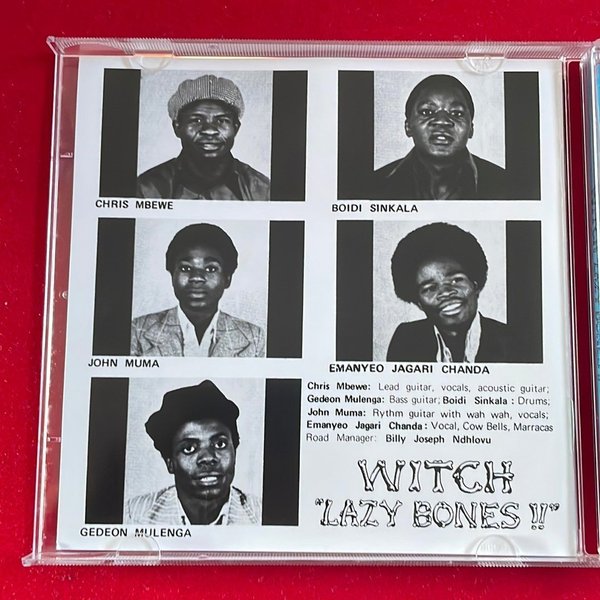 CHRIS MBEWE
BOIDI SINKALA
JOHN MUMA
EMANYEO JAGARI CHANDA
Chris Mbewe: Lead guitar, vocals, acoustic guitar;
Gedeon Mulenga: Bass guitar; Boidi Sinkala : Drums;
John Muma: Rythm guitar with wah wah, vocals;
Emanyeo Jagari Chanda : Vocal, Cow Bells, Marracas
Road Manager: Billy Joseph Ndhlovu
GEDEON MULENGA
WITCH
"LAZY BONES !!"